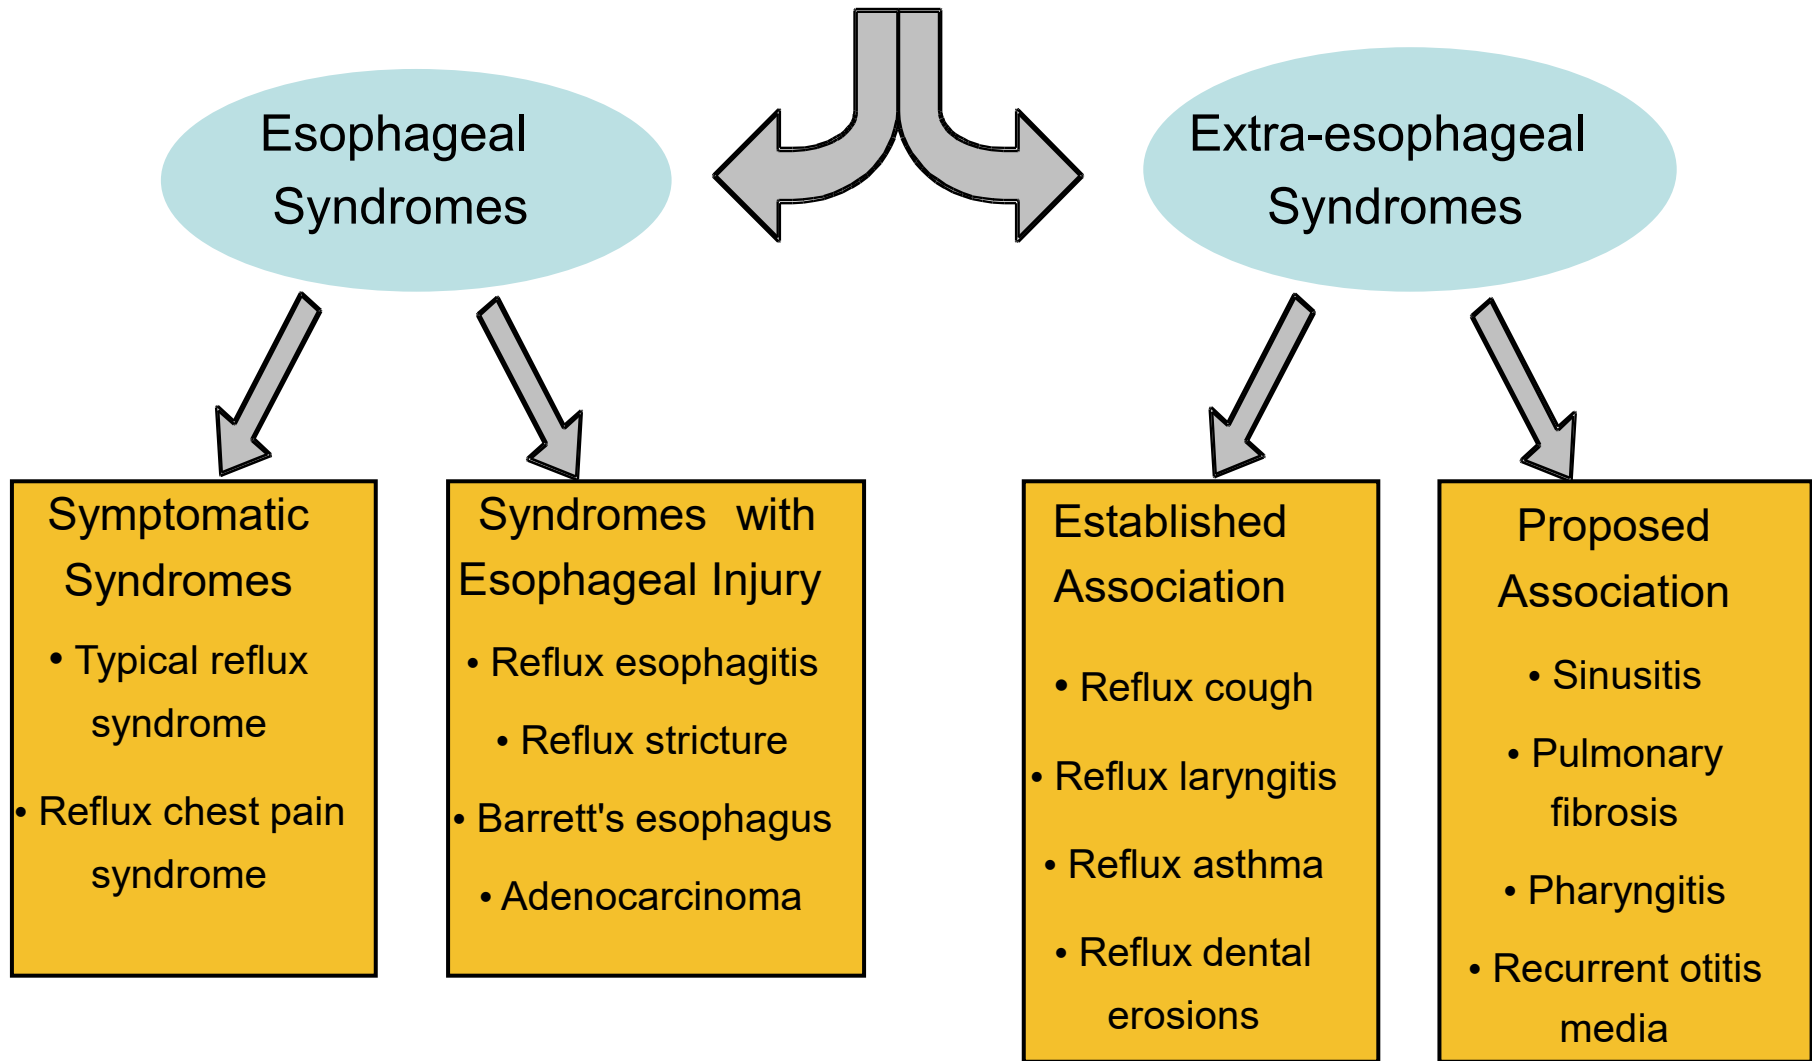 Esophageal
Syndromes
Extra-esophageal
Syndromes
Symptomatic
Syndromes
• Typical reflux
syndrome
• Reflux chest pain
syndrome
Syndromes with
Esophageal Injury
• Reflux esophagitis
• Reflux stricture
• Barrett's esophagus
• Adenocarcinoma
Established
Association
• Reflux cough
• Reflux laryngitis
• Reflux asthma
• Reflux dental
erosions
Proposed
Association
• Sinusitis
• Pulmonary
fibrosis
• Pharyngitis
• Recurrent otitis
media